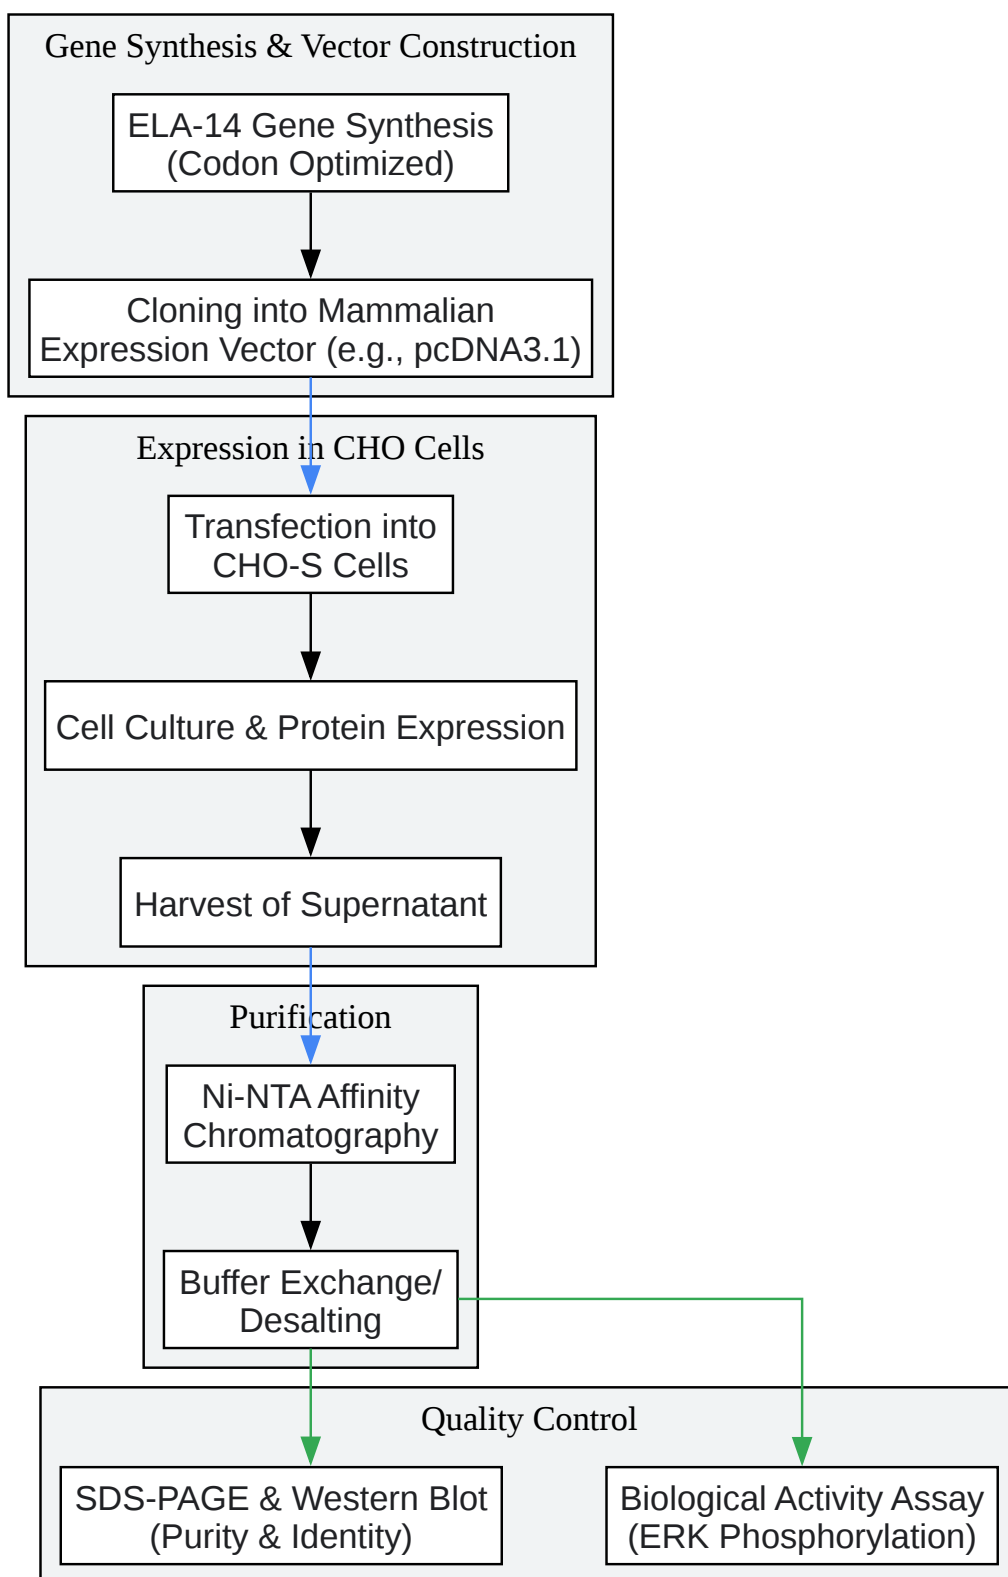 Gene Synthesis & Vector Construction
ELA-14 Gene Synthesis
(Codon Optimized)
Cloning into Mammalian
Expression Vector (e.g., pcDNA3.1)
Expression in CHO Cells
Transfection into
CHO-S Cells
Cell Culture & Protein Expression
Harvest of Supernatant
Purification
Ni-NTA Affinity
Chromatography
Buffer Exchange/
Desalting
Quality Control
SDS-PAGE & Western Blot
(Purity & Identity)
Biological Activity Assay
(ERK Phosphorylation)